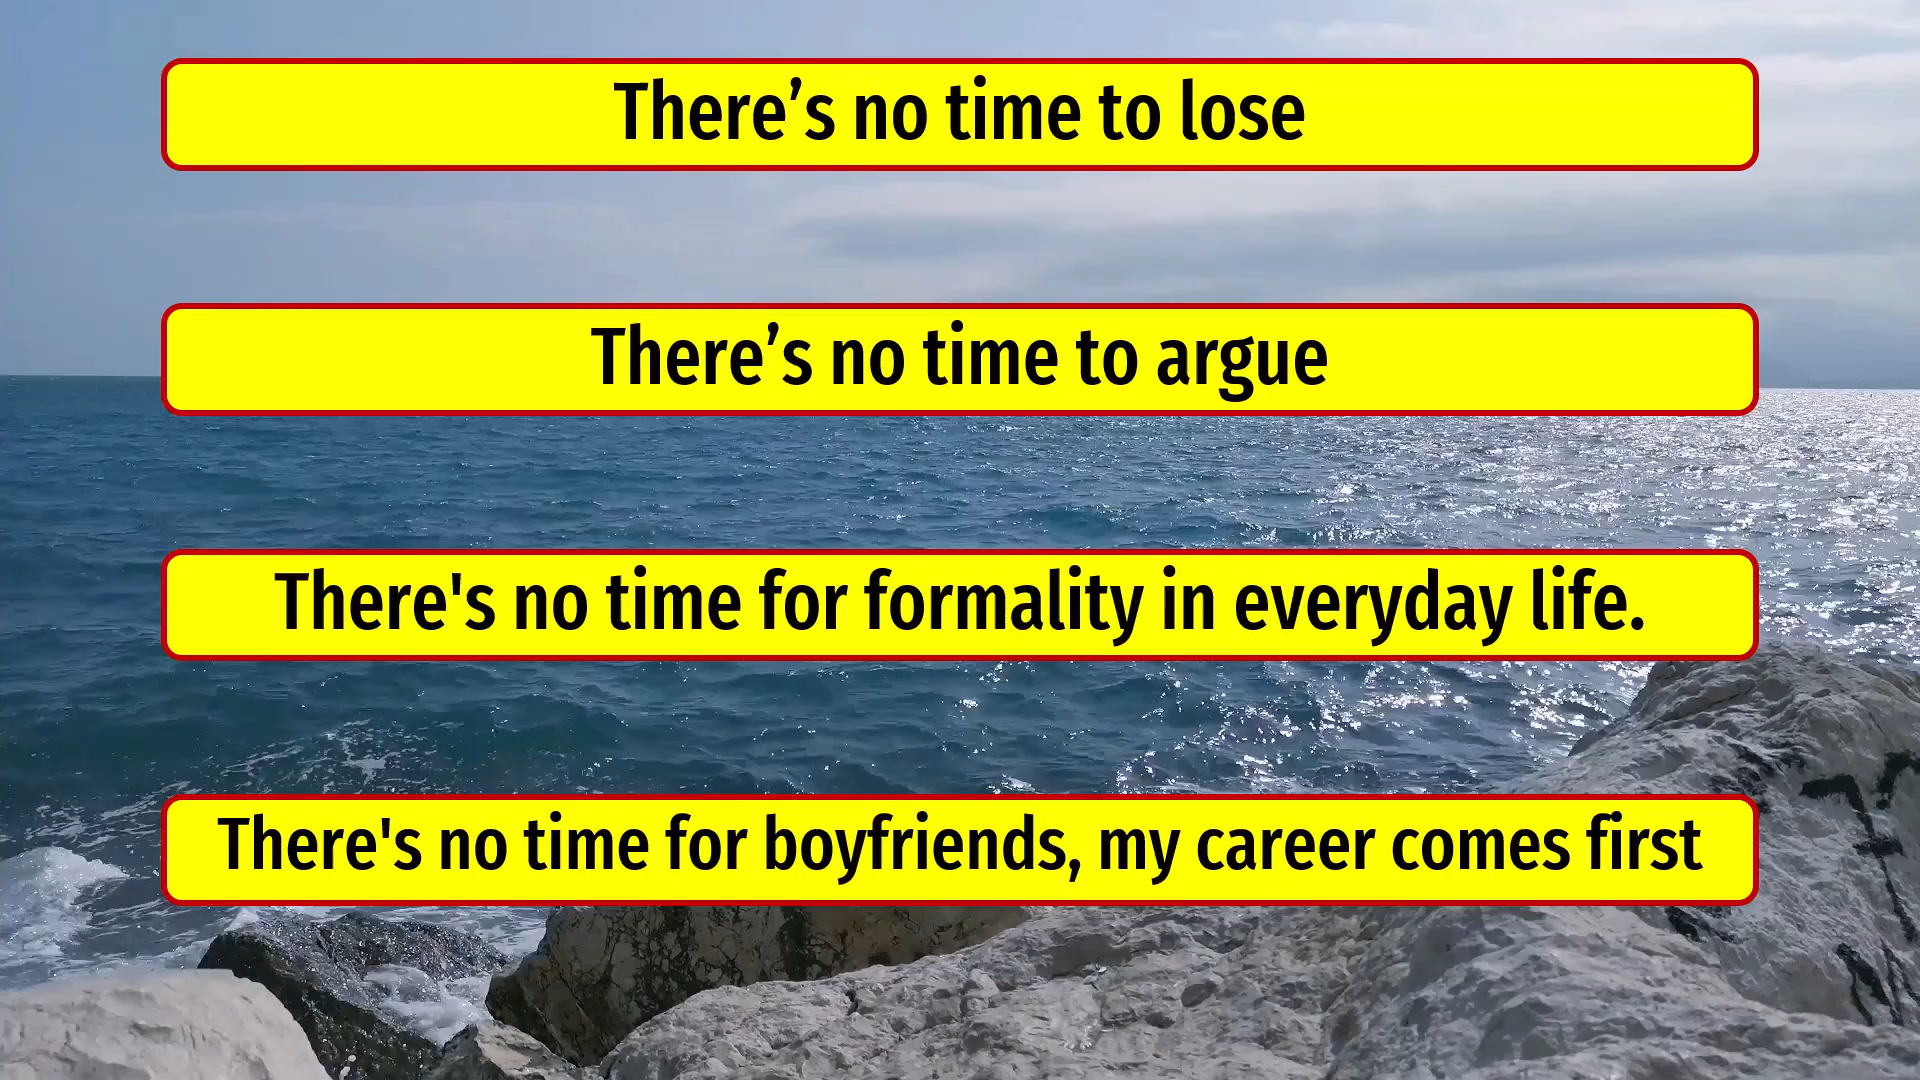 There’s no time to lose
There’s no time to argue
There's no time for formality in everyday life.
There's no time for boyfriends, my career comes first